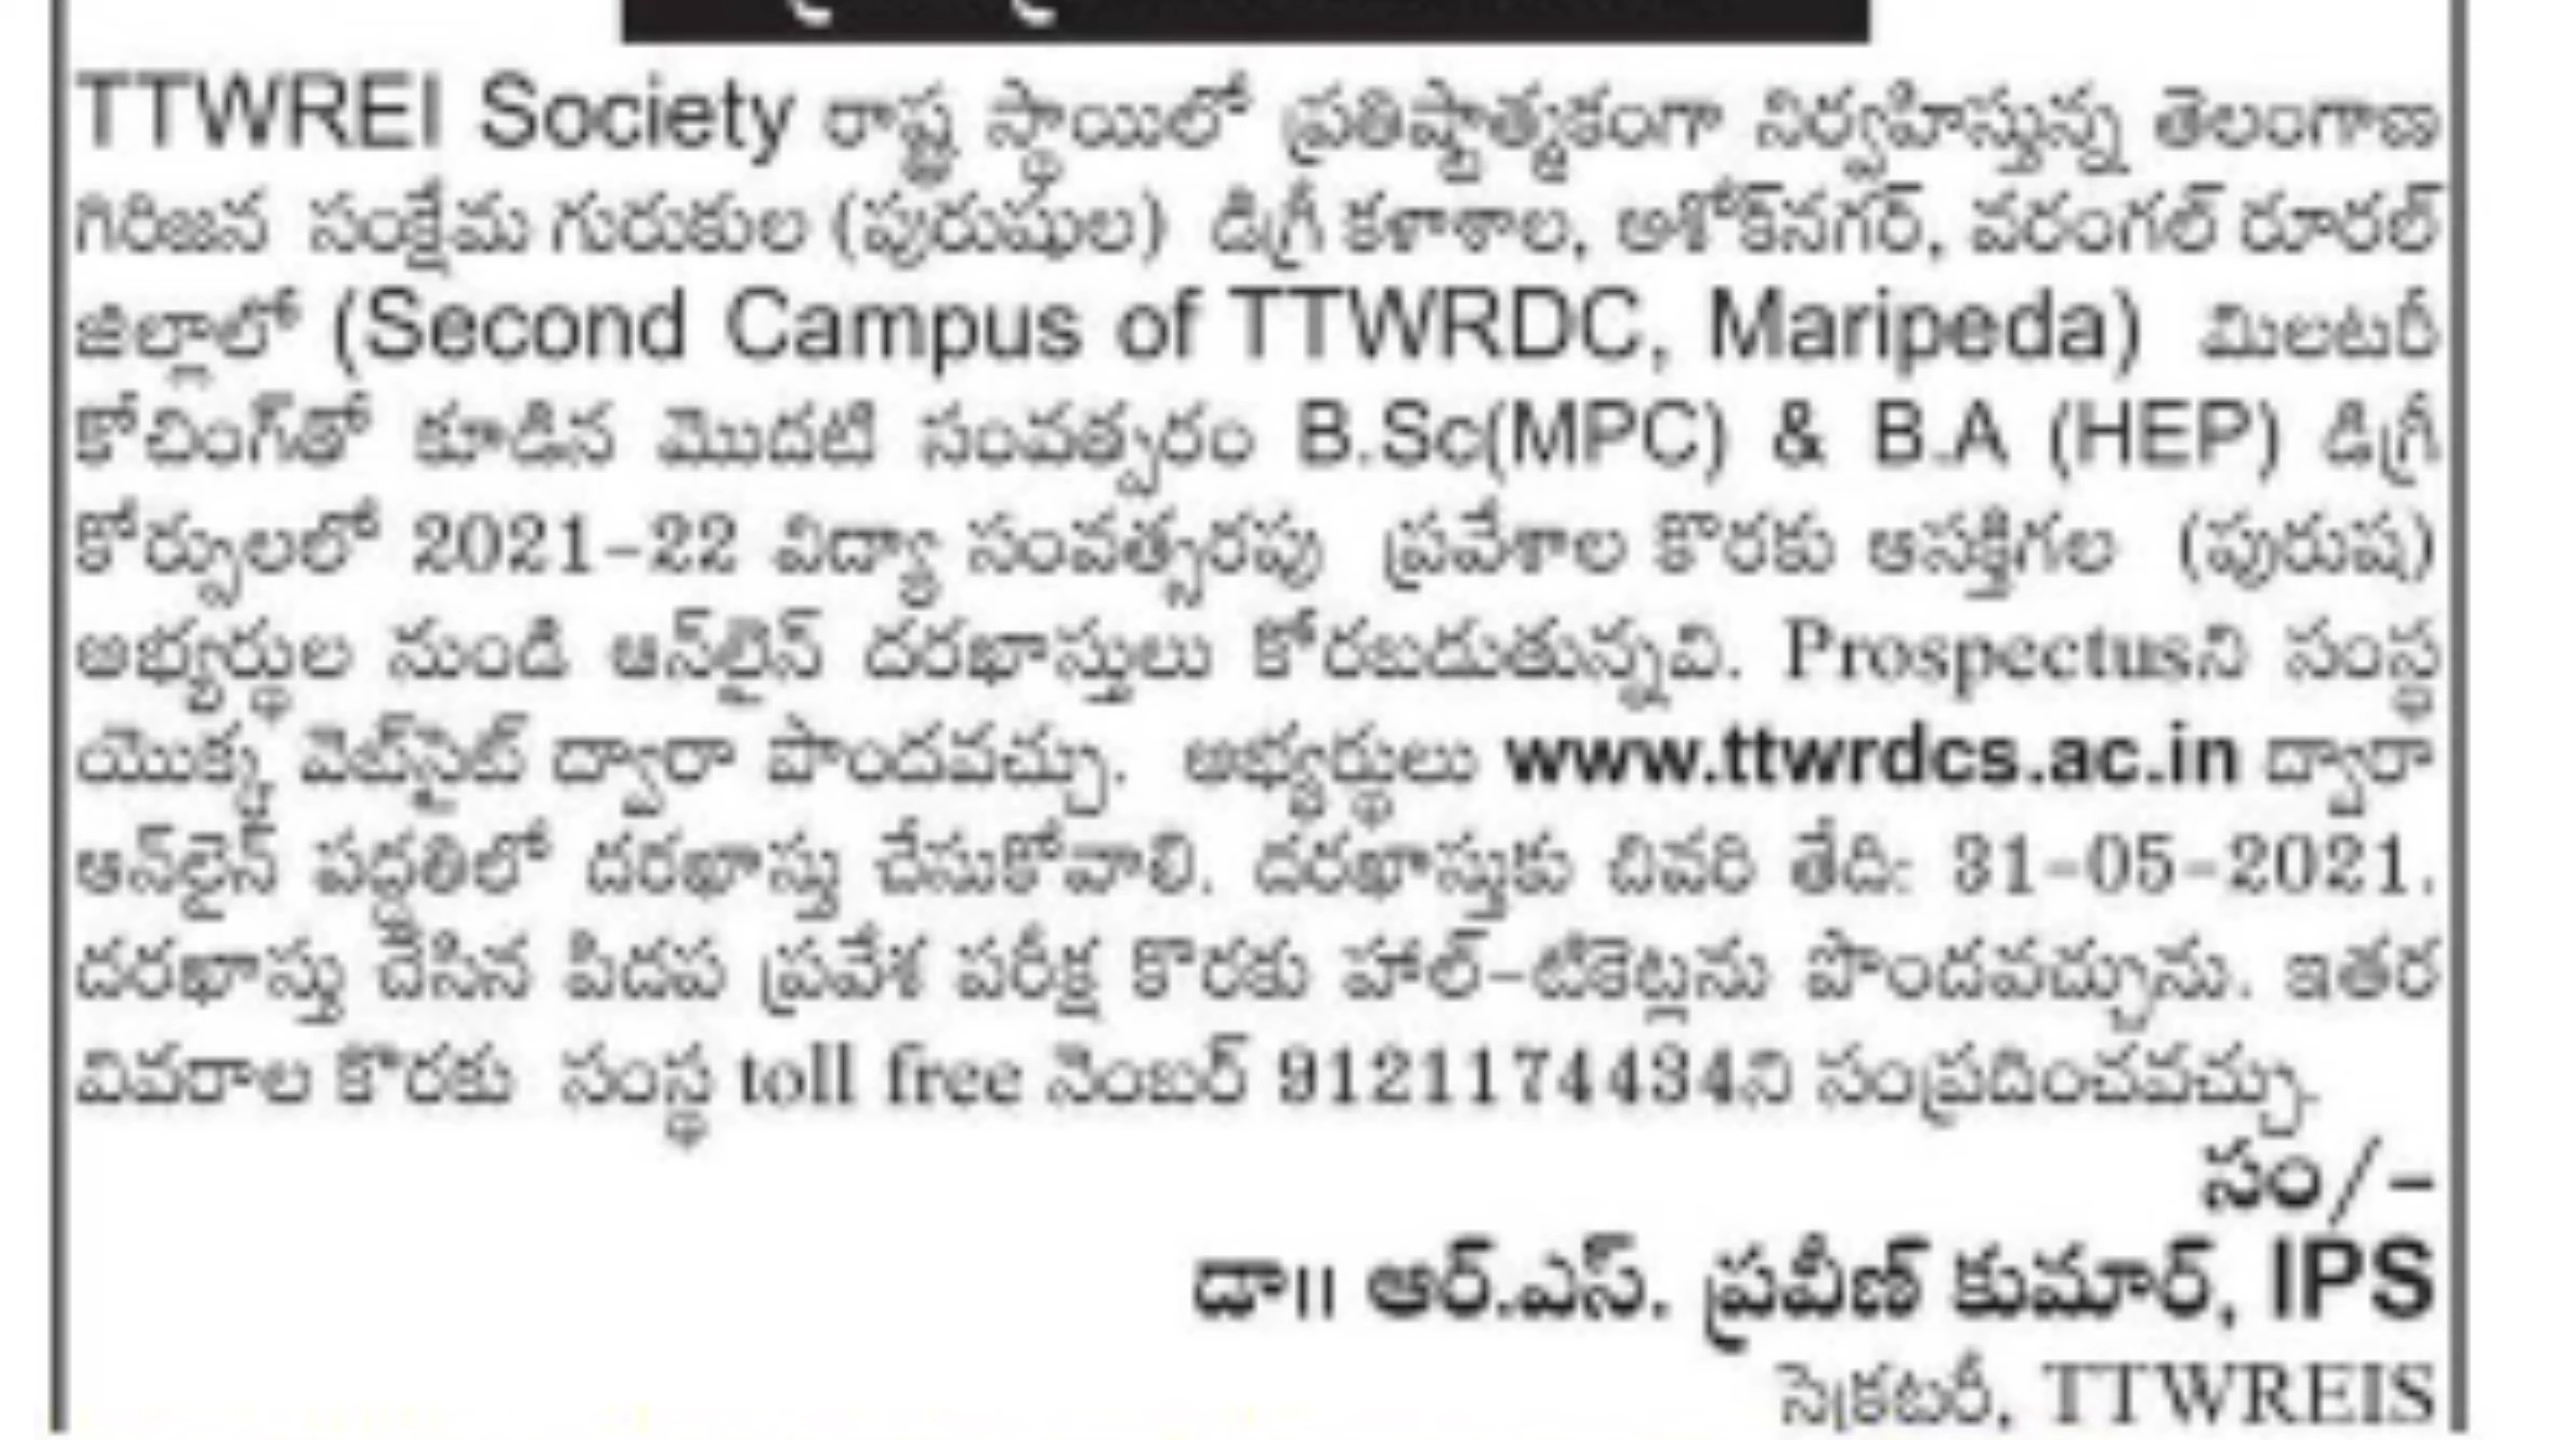 TTWREI Society రాష్ట్ర స్థాయిలో ప్రతిష్టాత్మకంగా నిర్వహిస్తున్న తెలంగాణ
గిరిజన సంక్షేమ గురుకుల (పురుషుల) డిగ్రీ కళాశాల, అశోక్‌నగర్, వరంగల్ రూరల్
జిల్లాలో (Second Campus of TTWRDC, Maripeda) మిలటరీ
కోచింగ్‌తో కూడిన మొదటి సంవత్సరం B.Sc(MPC) & B.A (HEP) డిగ్రీ
కోర్సులలో 2021-22 విద్యా సంవత్సరపు ప్రవేశాల కొరకు ఆసక్తిగల (పురుష)
అభ్యర్థుల నుండి ఆన్‌లైన్ దరఖాస్తులు కోరబడుతున్నవి. Prospectusని సంస్థ
యొక్క వెబ్‌సైట్ ద్వారా పొందవచ్చు. అభ్యర్థులు www.ttwrdcs.ac.in ద్వారా
ఆన్‌లైన్ పద్ధతిలో దరఖాస్తు చేసుకోవాలి. దరఖాస్తుకు చివరి తేది: 31-05-2021.
దరఖాస్తు చేసిన పిదప ప్రవేశ పరీక్ష కొరకు హాల్-టికెట్లను పొందవచ్చును. ఇతర
వివరాల కొరకు సంస్థ toll free నెంబర్ 9121174434ని సంప్రదించవచ్చు.
సం/-
డా।। ఆర్.ఎస్. ప్రవీణ్ కుమార్, IPS
సెక్రటరీ, TTWREIS